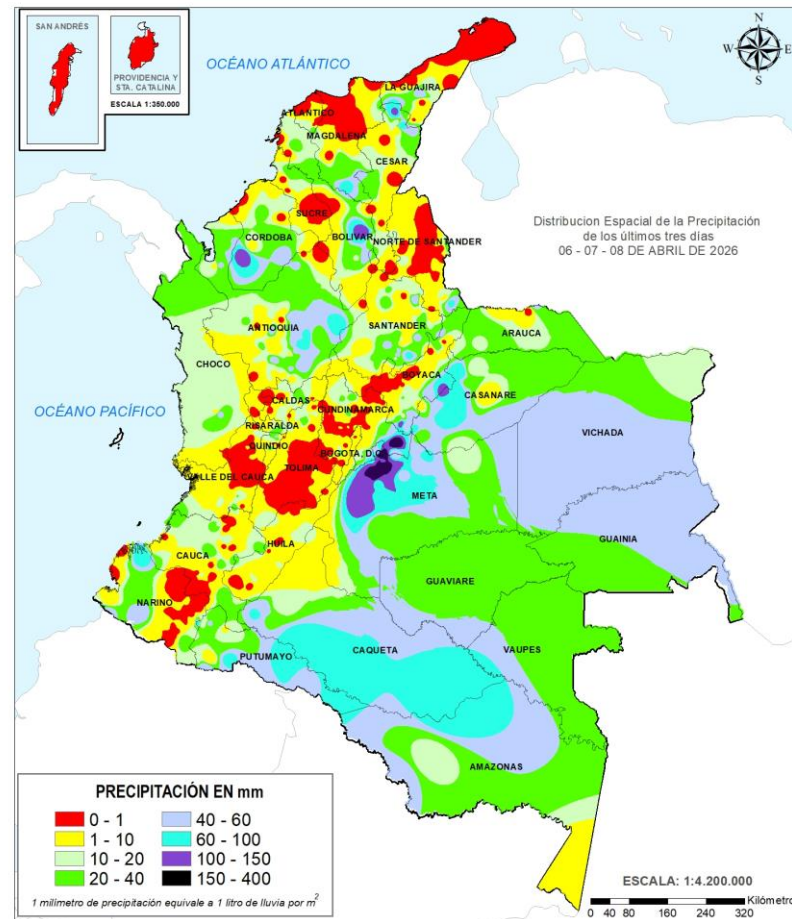 SAN ANDRÉS
PROVIDENCIA Y
STA. CATALINA
ESCALA 1:350.000
OCÉANO ATLÁNTICO
N
W
E
S
LA GUAJIRA
ATLANTICO
MAGDALENA
CESAR
SUCRE
CORDOBA
BOLIVAR
NORTE DE SANTANDER
Distribucion Espacial de la Precipitación
de los últimos tres días
06 - 07 - 08 DE ABRIL DE 2026
ANTIOQUIA
SANTANDER
ARAUCA
CHOCO
BOYACA
CASANARE
OCÉANO PACÍFICO
CALDAS
CUNDINAMARCA
RISARALDA
VICHADA
QUINDIO
BOGOTA, D.C.
TOLIMA
VALLE DEL CAUCA
META
GUAINIA
HUILA
CAUCA
GUAVIARE
NARIÑO
CAQUETA
VAUPES
PUTUMAYO
AMAZONAS
PRECIPITACIÓN EN mm
0 - 1
40 - 60
1 - 10
60 - 100
10 - 20
100 - 150
20 - 40
150 - 400
1 milímetro de precipitación equivale a 1 litro de lluvia por m²
ESCALA: 1:4.200.000
Kilómetro
40 80 160 240 320